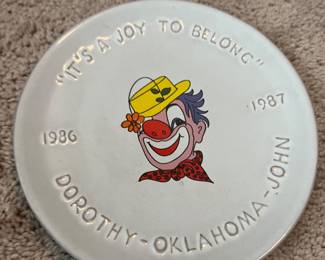 "IT'S A JOY TO BELONG"
1986
1987
DOROTHY-OKLAHOMA-JOHN